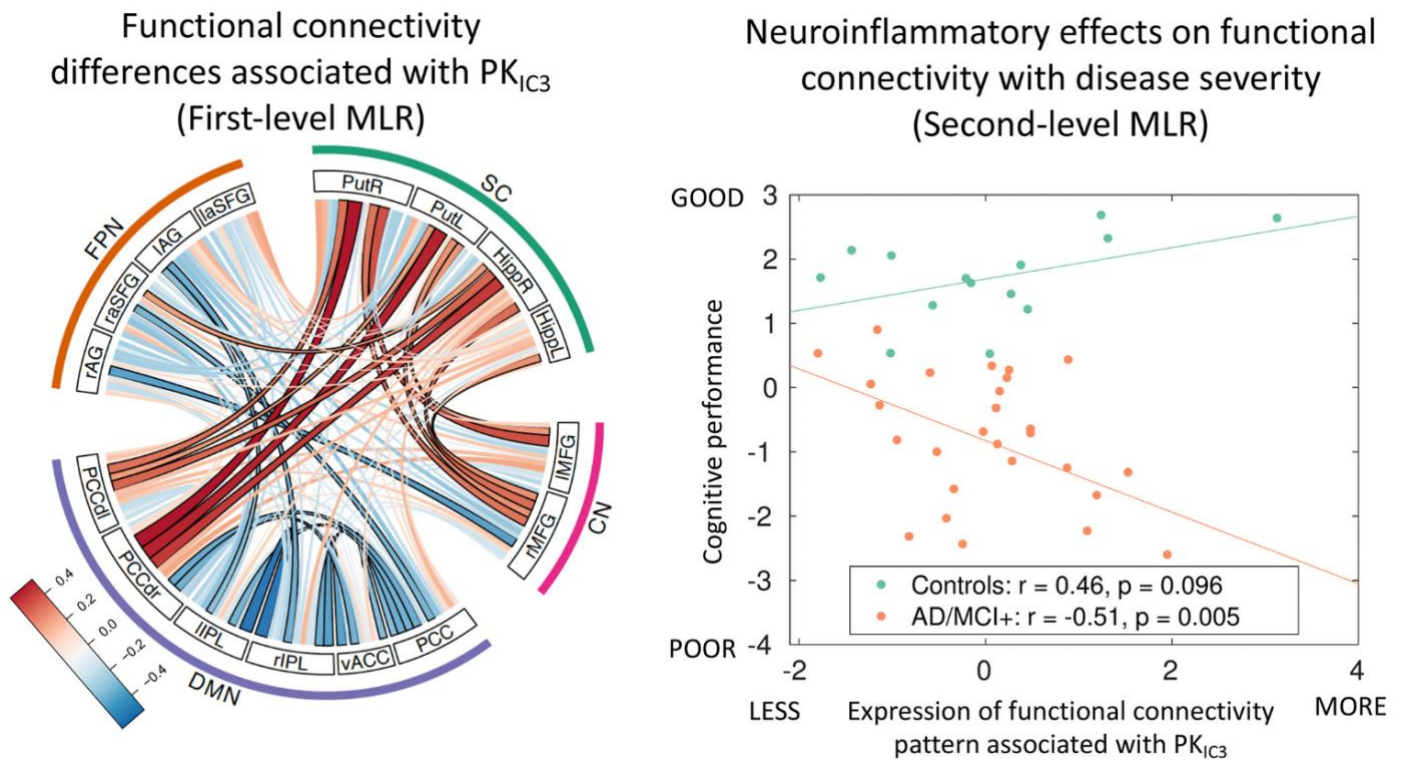 Functional connectivity
differences associated with PKIC3
(First-level MLR)
FPN
SC
CN
DMN
laSFG
lAG
raSFG
rAG
PutR
PutL
HippR
HippL
lMFG
rMFG
PCCdl
PCCdr
lIPL
rIPL
vACC
PCC
0.4
0.2
0.0
−0.2
−0.4
Neuroinflammatory effects on functional
connectivity with disease severity
(Second-level MLR)
GOOD
POOR
Cognitive performance
3
2
1
0
-1
-2
-3
-4
Controls: r = 0.46, p = 0.096
AD/MCI+: r = -0.51, p = 0.005
-2 0 2 4
LESS
MORE
Expression of functional connectivity
pattern associated with PKIC3